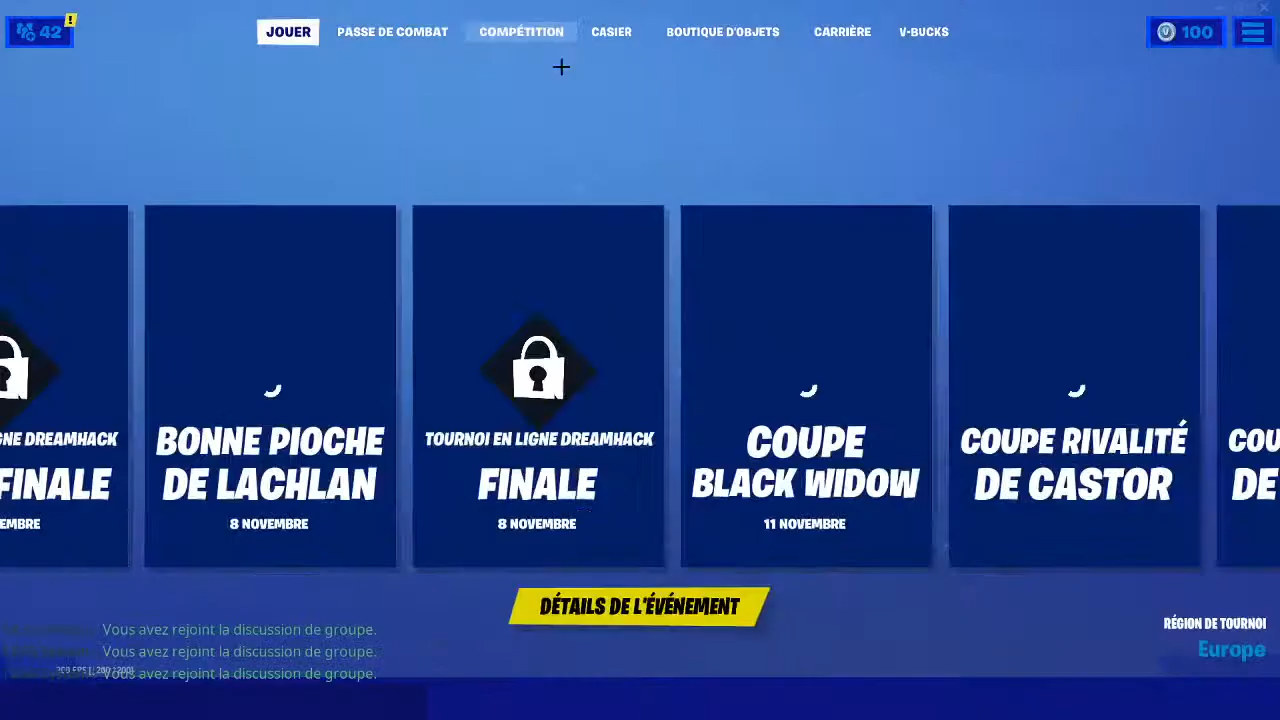 42 !
JOUER PASSE DE COMBAT COMPÉTITION CASIER BOUTIQUE D'OBJETS CARRIÈRE V-BUCKS
100
GNE DREAMHACK
FINALE
EMBRE
BONNE PIOCHE
DE LACHLAN
8 NOVEMBRE
TOURNOI EN LIGNE DREAMHACK
FINALE
8 NOVEMBRE
COUPE
BLACK WIDOW
11 NOVEMBRE
COUPE RIVALITÉ
DE CASTOR
COU
DE
DÉTAILS DE L'ÉVÉNEMENT
RÉGION DE TOURNOI
Europe
Vous avez rejoint la discussion de groupe.
Vous avez rejoint la discussion de groupe.
Vous avez rejoint la discussion de groupe.